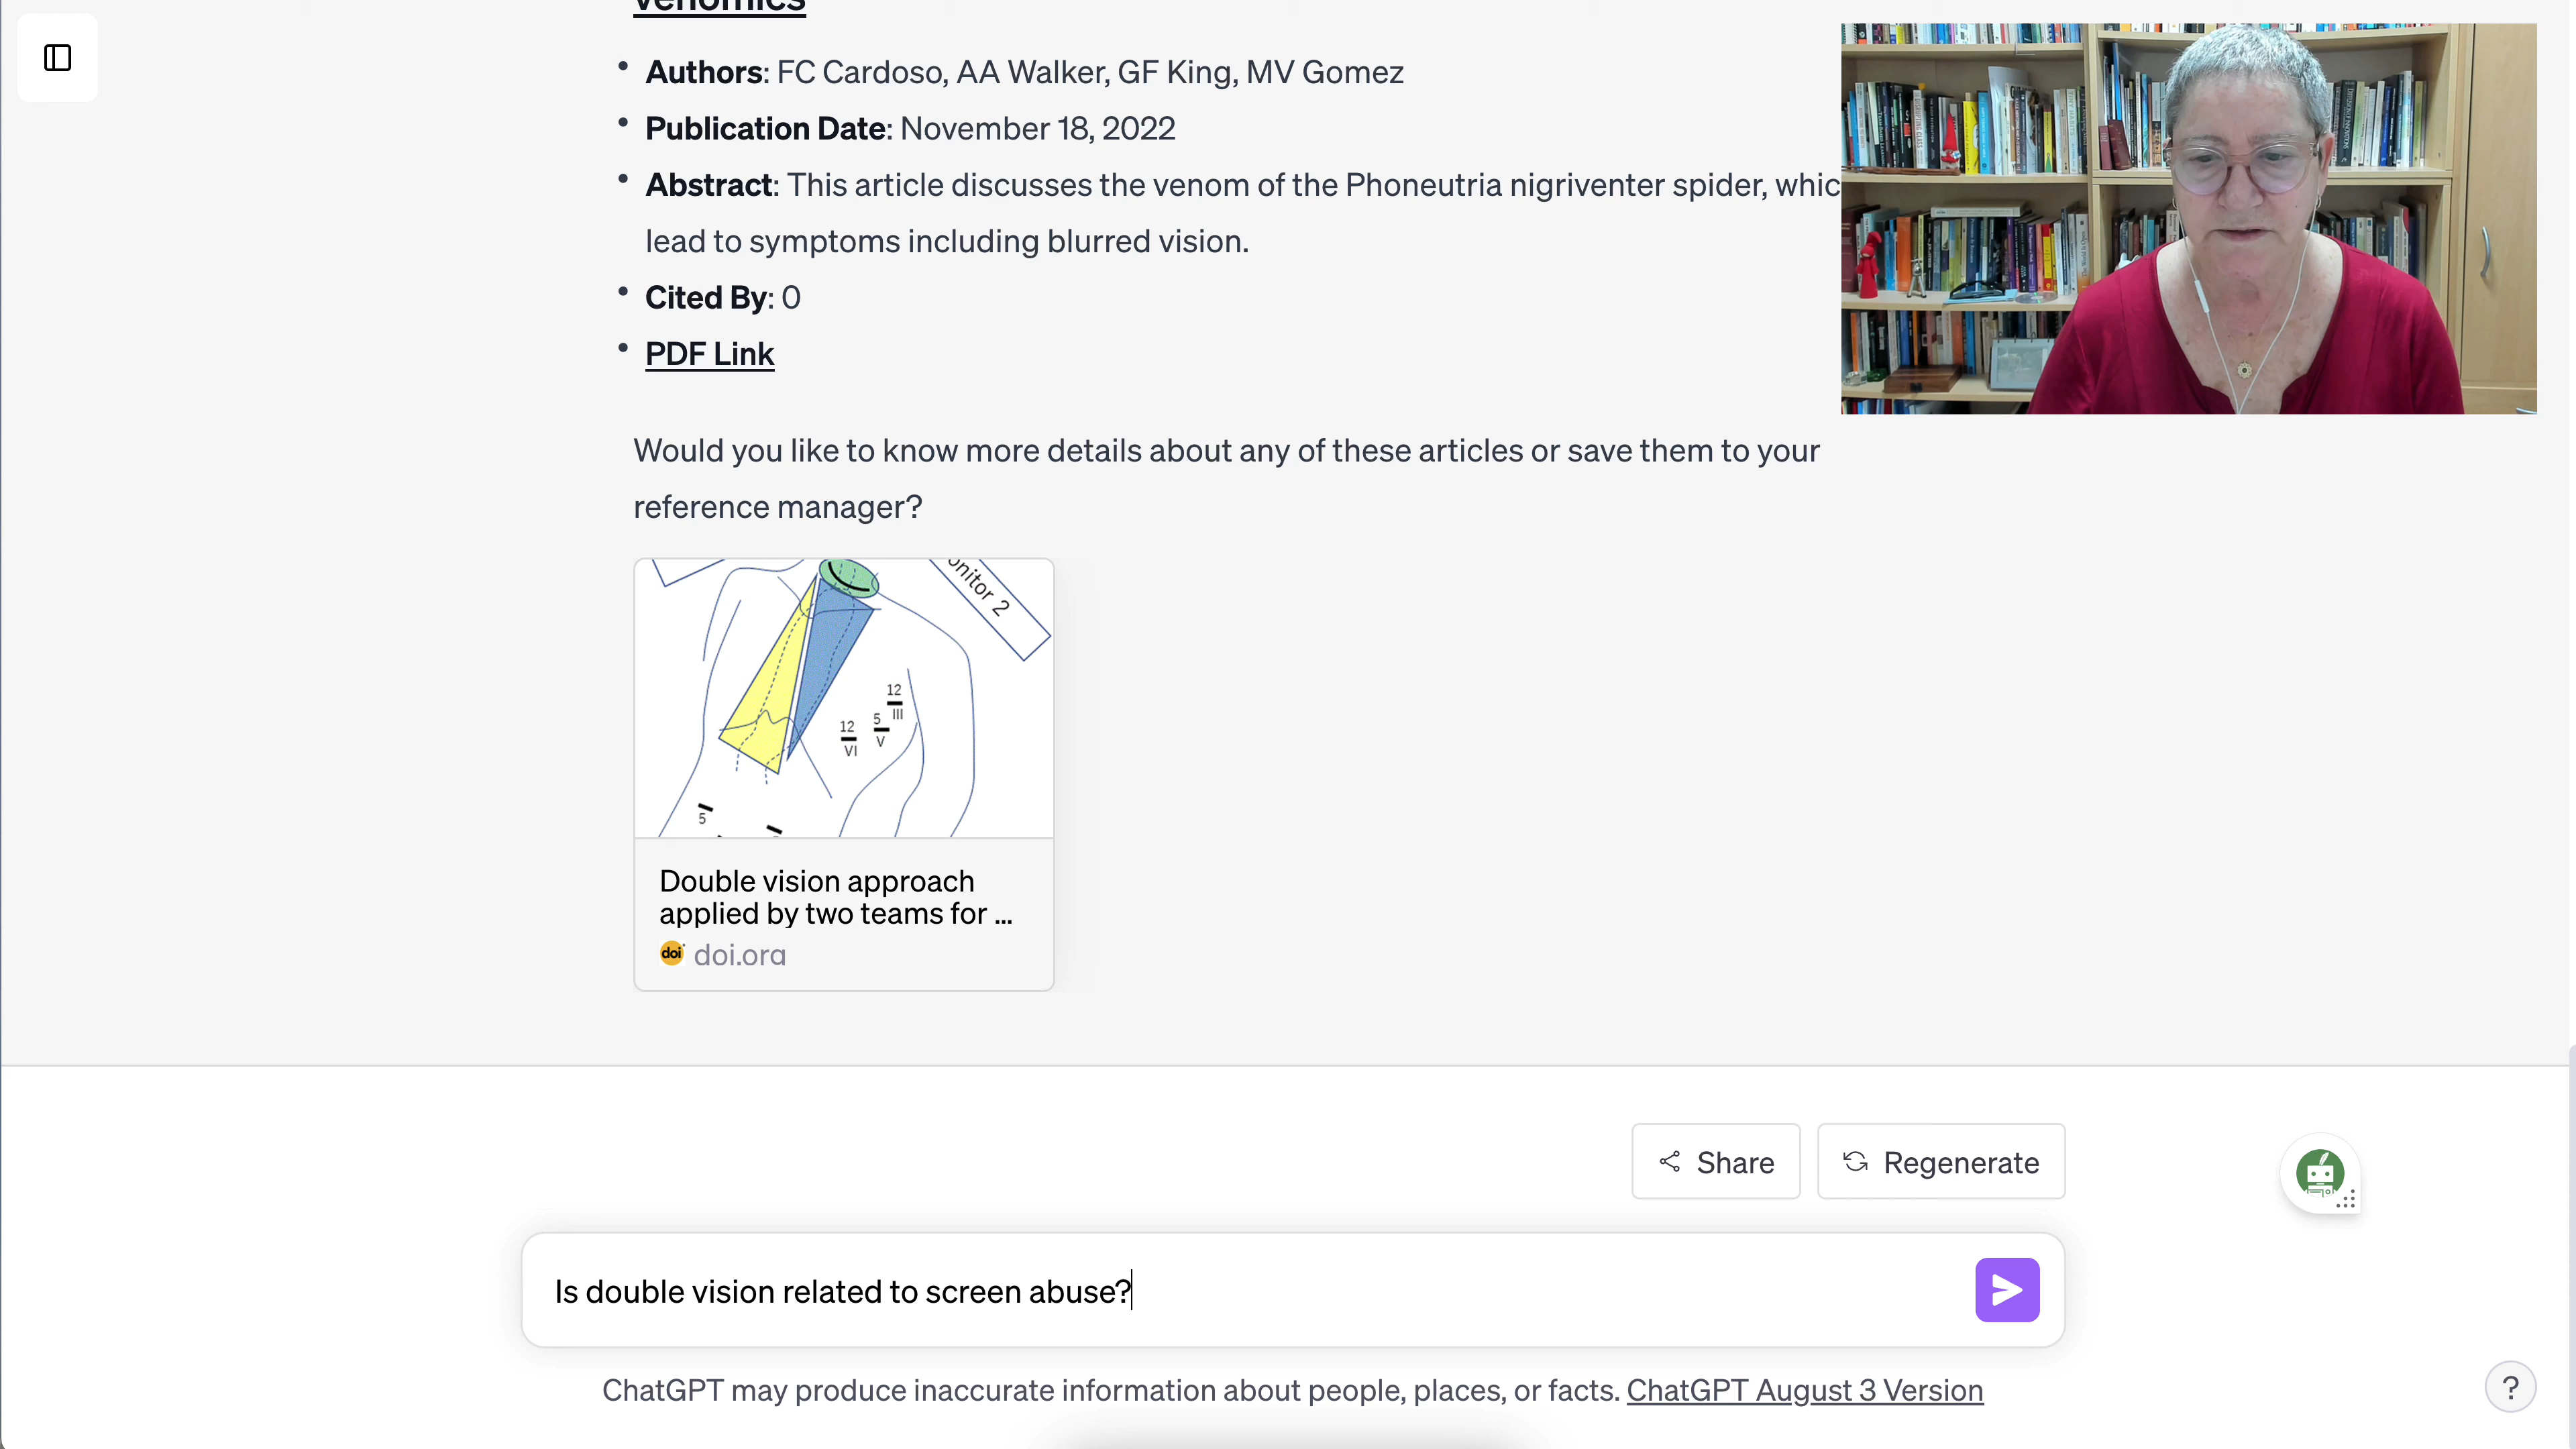 Venomics
• Authors: FC Cardoso, AA Walker, GF King, MV Gomez
• Publication Date: November 18, 2022
• Abstract: This article discusses the venom of the Phoneutria nigriventer spider, whic
lead to symptoms including blurred vision.
• Cited By: 0
• PDF Link
Would you like to know more details about any of these articles or save them to your
reference manager?
onitor 2
12
III
5
V
12
VI
5
Double vision approach
applied by two teams for ...
doi doi.org
Share
Regenerate
Is double vision related to screen abuse?
ChatGPT may produce inaccurate information about people, places, or facts. ChatGPT August 3 Version
?